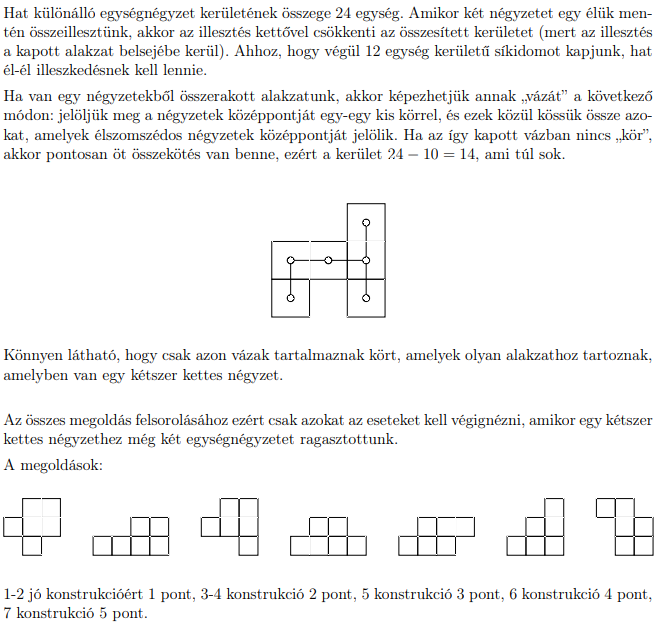 Hat különálló egységnégyzet kerületének összege 24 egység. Amikor két négyzetet egy élük men-
tén összeillesztünk, akkor az illesztés kettővel csökkenti az összesített kerületet (mert az illesztés
a kapott alakzat belsejébe kerül). Ahhoz, hogy végül 12 egység kerületű síkidomot kapjunk, hat
él-él illeszkedésnek kell lennie.
Ha van egy négyzetekből összerakott alakzatunk, akkor képezhetjük annak „vázát” a következő
módon: jelöljük meg a négyzetek középpontját egy-egy kis körrel, és ezek közül kössük össze azo-
kat, amelyek élszomszédos négyzetek középpontját jelölik. Ha az így kapott vázban nincs „kör”,
akkor pontosan öt összekötés van benne, ezért a kerület 24 − 10 = 14, ami túl sok.
Könnyen látható, hogy csak azon vázak tartalmaznak kört, amelyek olyan alakzathoz tartoznak,
amelyben van egy kétszer kettes négyzet.
Az összes megoldás felsorolásához ezért csak azokat az eseteket kell végignézni, amikor egy kétszer
kettes négyzethez még két egységnégyzetet ragasztottunk.
A megoldások:
1-2 jó konstrukcióért 1 pont, 3-4 konstrukció 2 pont, 5 konstrukció 3 pont, 6 konstrukció 4 pont,
7 konstrukció 5 pont.